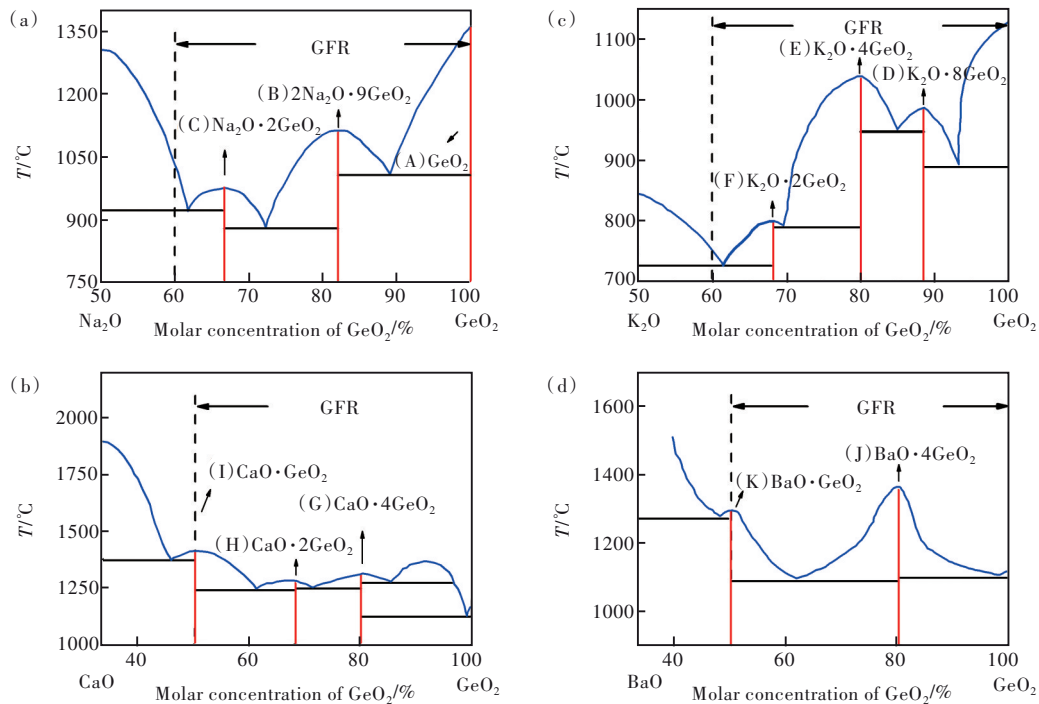 (a)
1350
1200
1050
900
750
T/℃
GFR
(B)2Na₂O·9GeO₂
(C)Na₂O·2GeO₂
(A)GeO₂
50 60 70 80 90 100
Na₂O Molar concentration of GeO₂/% GeO₂
(c)
1100
1000
900
800
700
T/℃
GFR
(E)K₂O·4GeO₂
(D)K₂O·8GeO₂
(F)K₂O·2GeO₂
50 60 70 80 90 100
K₂O Molar concentration of GeO₂/% GeO₂
(b)
2000
1750
1500
1250
1000
T/℃
GFR
(I)CaO·GeO₂
(G)CaO·4GeO₂
(H)CaO·2GeO₂
40 60 80 100
CaO Molar concentration of GeO₂/% GeO₂
(d)
1600
1400
1200
1000
T/℃
GFR
(J)BaO·4GeO₂
(K)BaO·GeO₂
40 60 80 100
BaO Molar concentration of GeO₂/% GeO₂